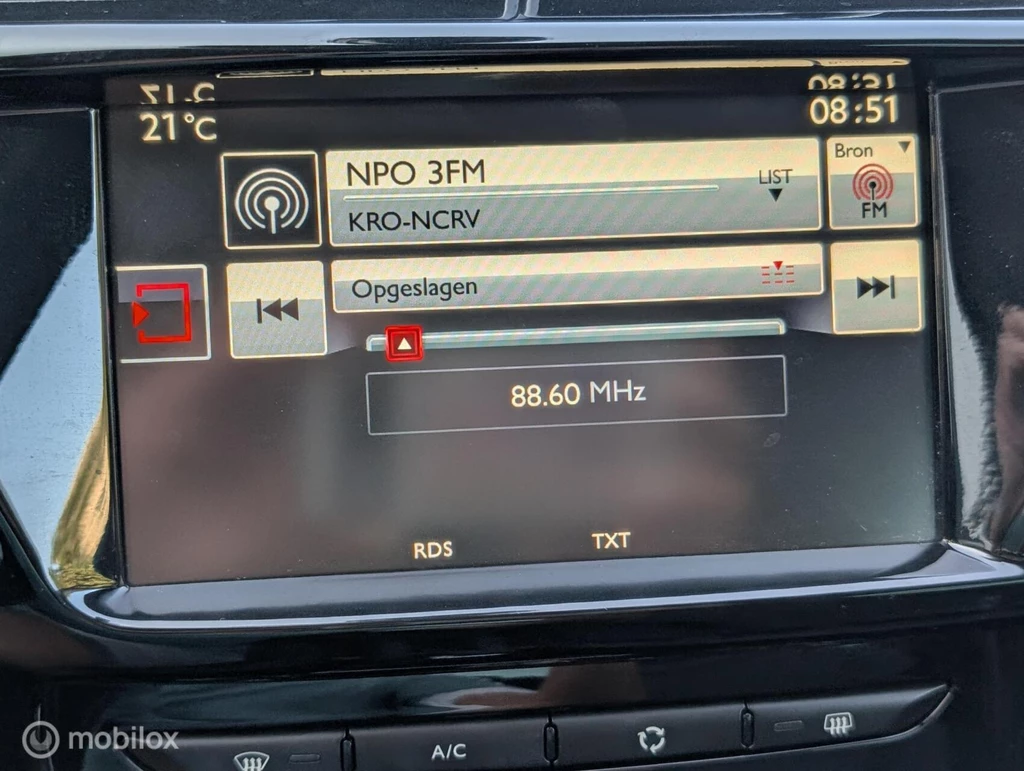 21°C
08:51
NPO 3FM
LIST
KRO-NCRV
Bron
FM
Opgeslagen
88.60 MHz
RDS
TXT
A/C
mobilox